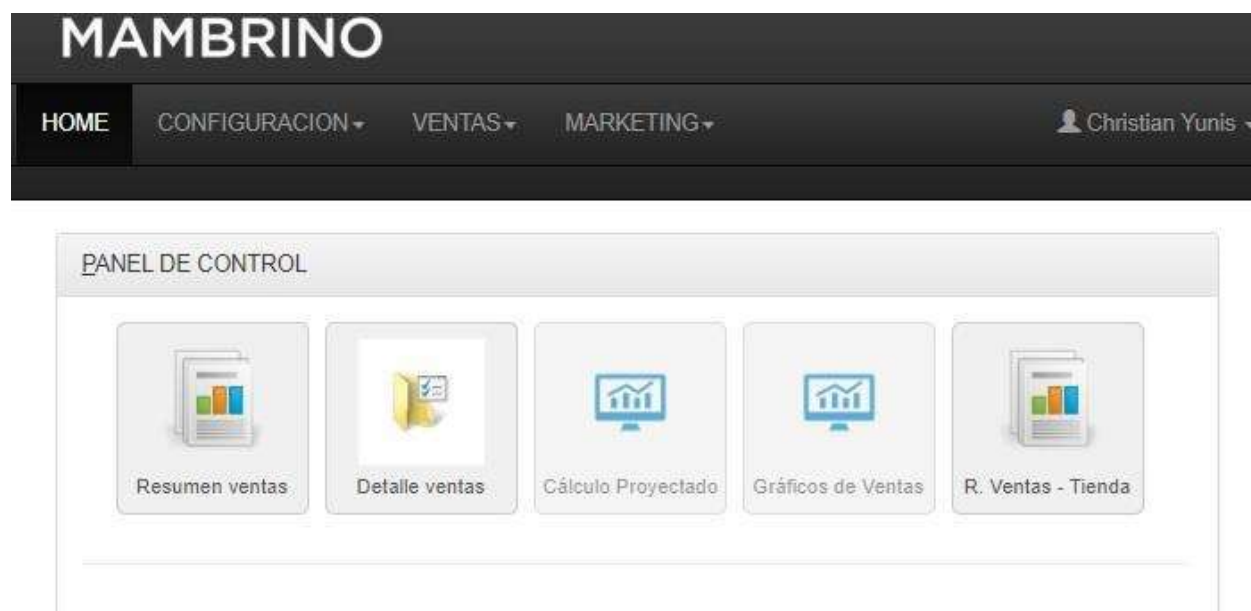 MAMBRINO
HOME CONFIGURACION VENTAS MARKETING Christian Yunis
PANEL DE CONTROL
Resumen ventas Detalle ventas Cálculo Proyectado Gráficos de Ventas R. Ventas - Tienda